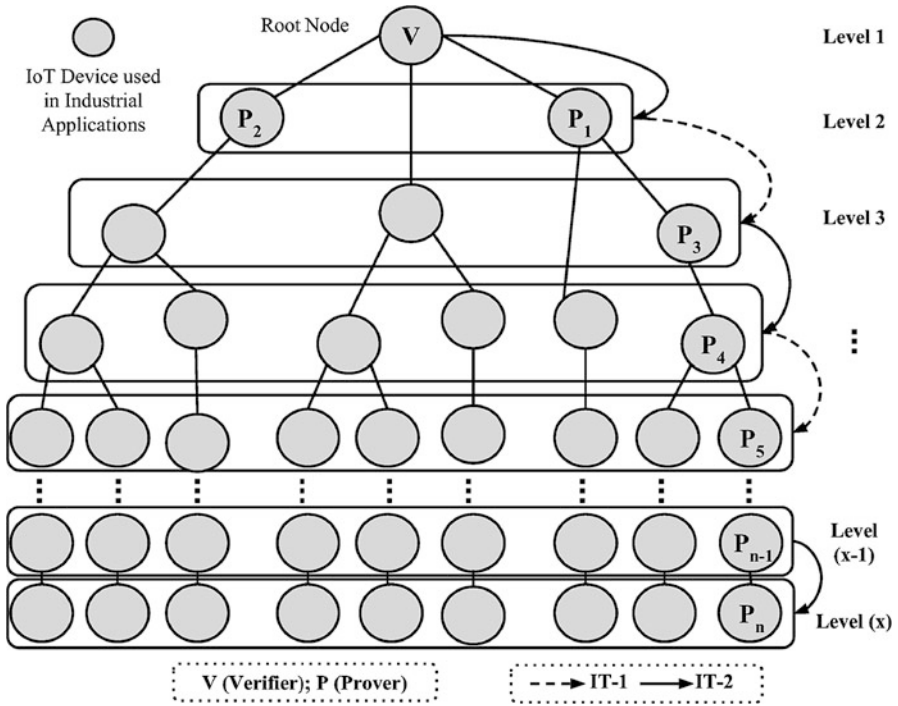 Root Node
V
Level 1
IoT Device used
in Industrial
Applications
P2
P1
Level 2
Level 3
P3
P4
P5
Pn-1
Level
(x-1)
Pn
Level (x)
V (Verifier); P (Prover)
IT-1
IT-2